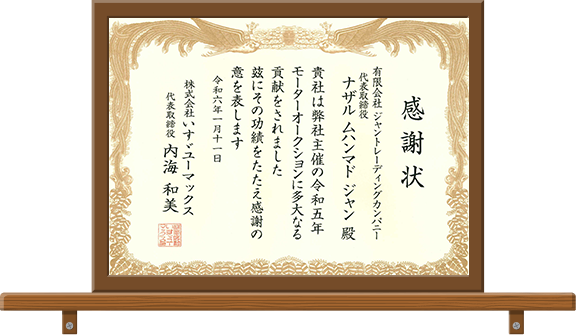 感謝状
有限会社 ジャントレーディングカンパニー
代表取締役
ナザル ムハンマド ジャン 殿
貴社は弊社主催の令和五年
モーターオークションに多大なる
貢献をされました
茲にその功績をたたえ感謝の
意を表します
令和六年一月十一日
株式会社 いすゞユーマックス
代表取締役 内海 和美